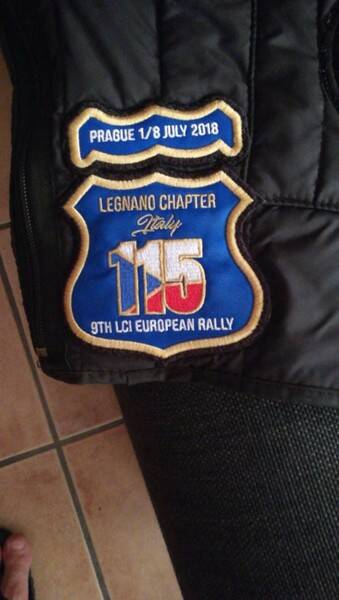 PRAGUE 1/8 JULY 2018
LEGNANO CHAPTER
Italy
115
9TH LCI EUROPEAN RALLY